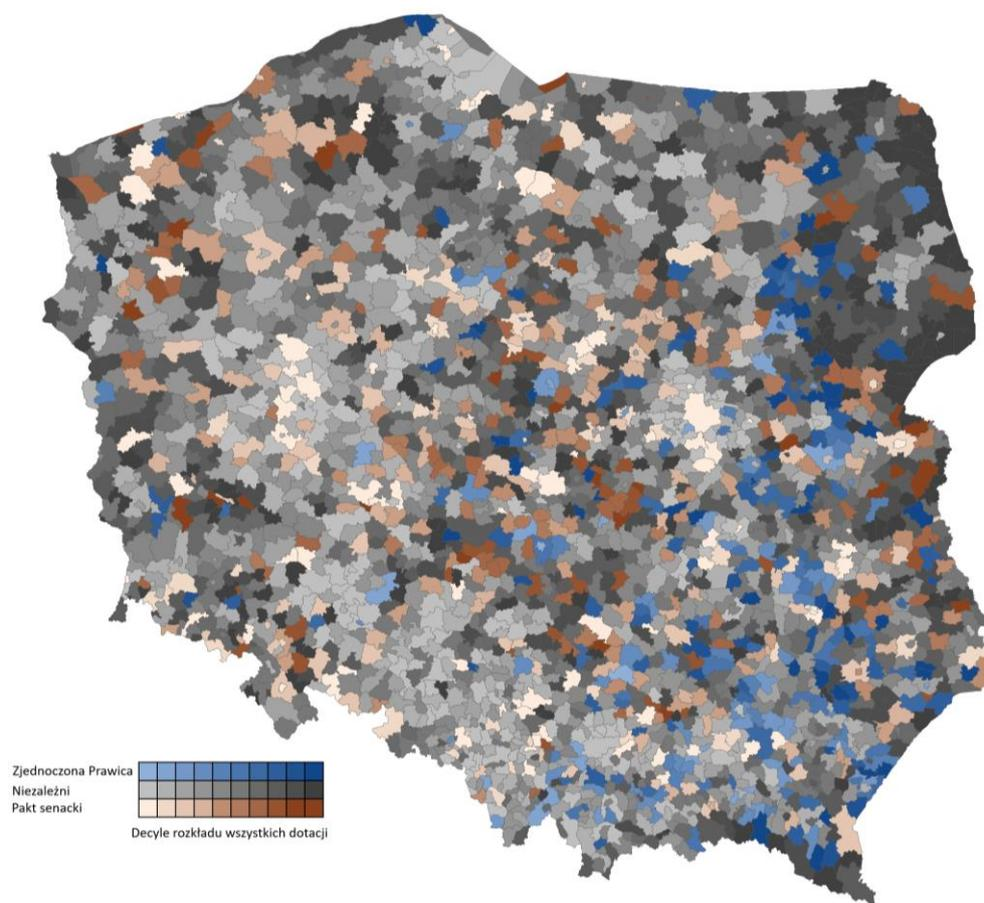 Zjednoczona Prawica
Niezależni
Pakt senacki
Decyle rozkładu wszystkich dotacji